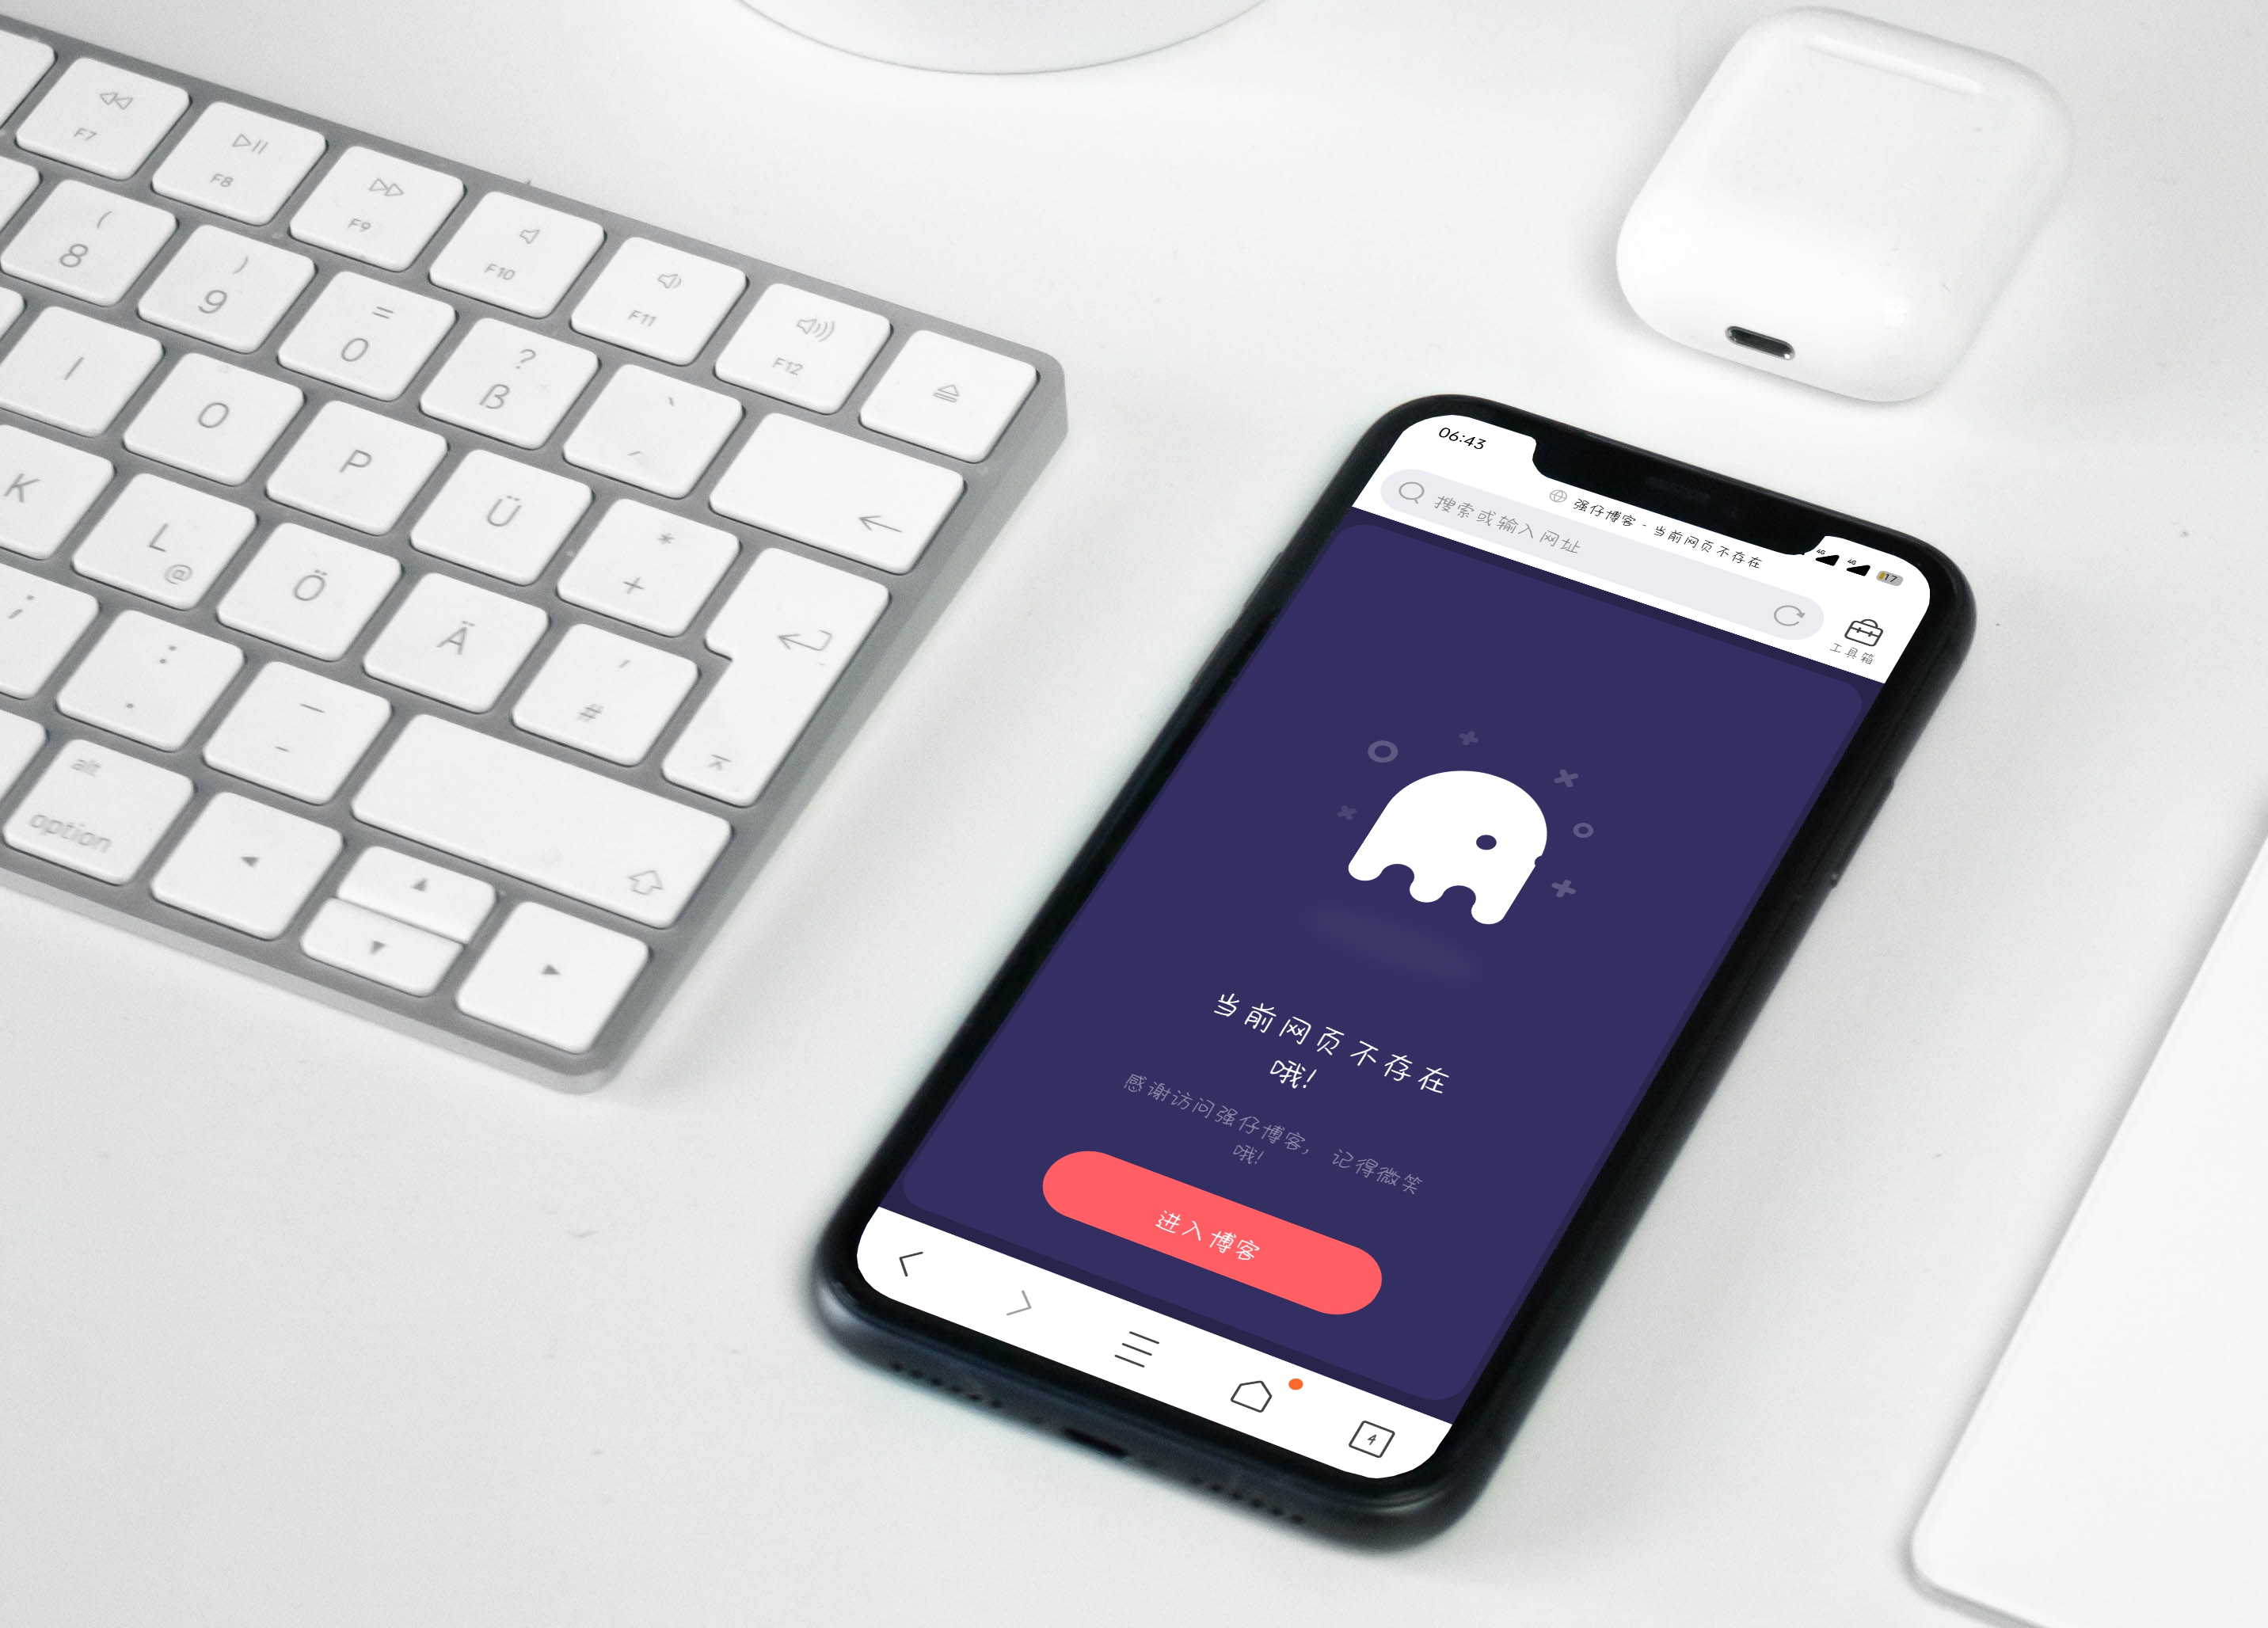 F7
F8
F9
F10
F11
F12
( 8
) 9
= 0
? ß
` ´
I
O
P
Ü
* +
K
L @
Ö
Ä
' #
;
: .
_ -
alt
option
06:43
4G 4G 17
强仔博客 - 当前网页不存在
搜索或输入网址
工具箱
当前网页不存在
哦!
感谢访问强仔博客, 记得微笑
哦!
进入博客
4